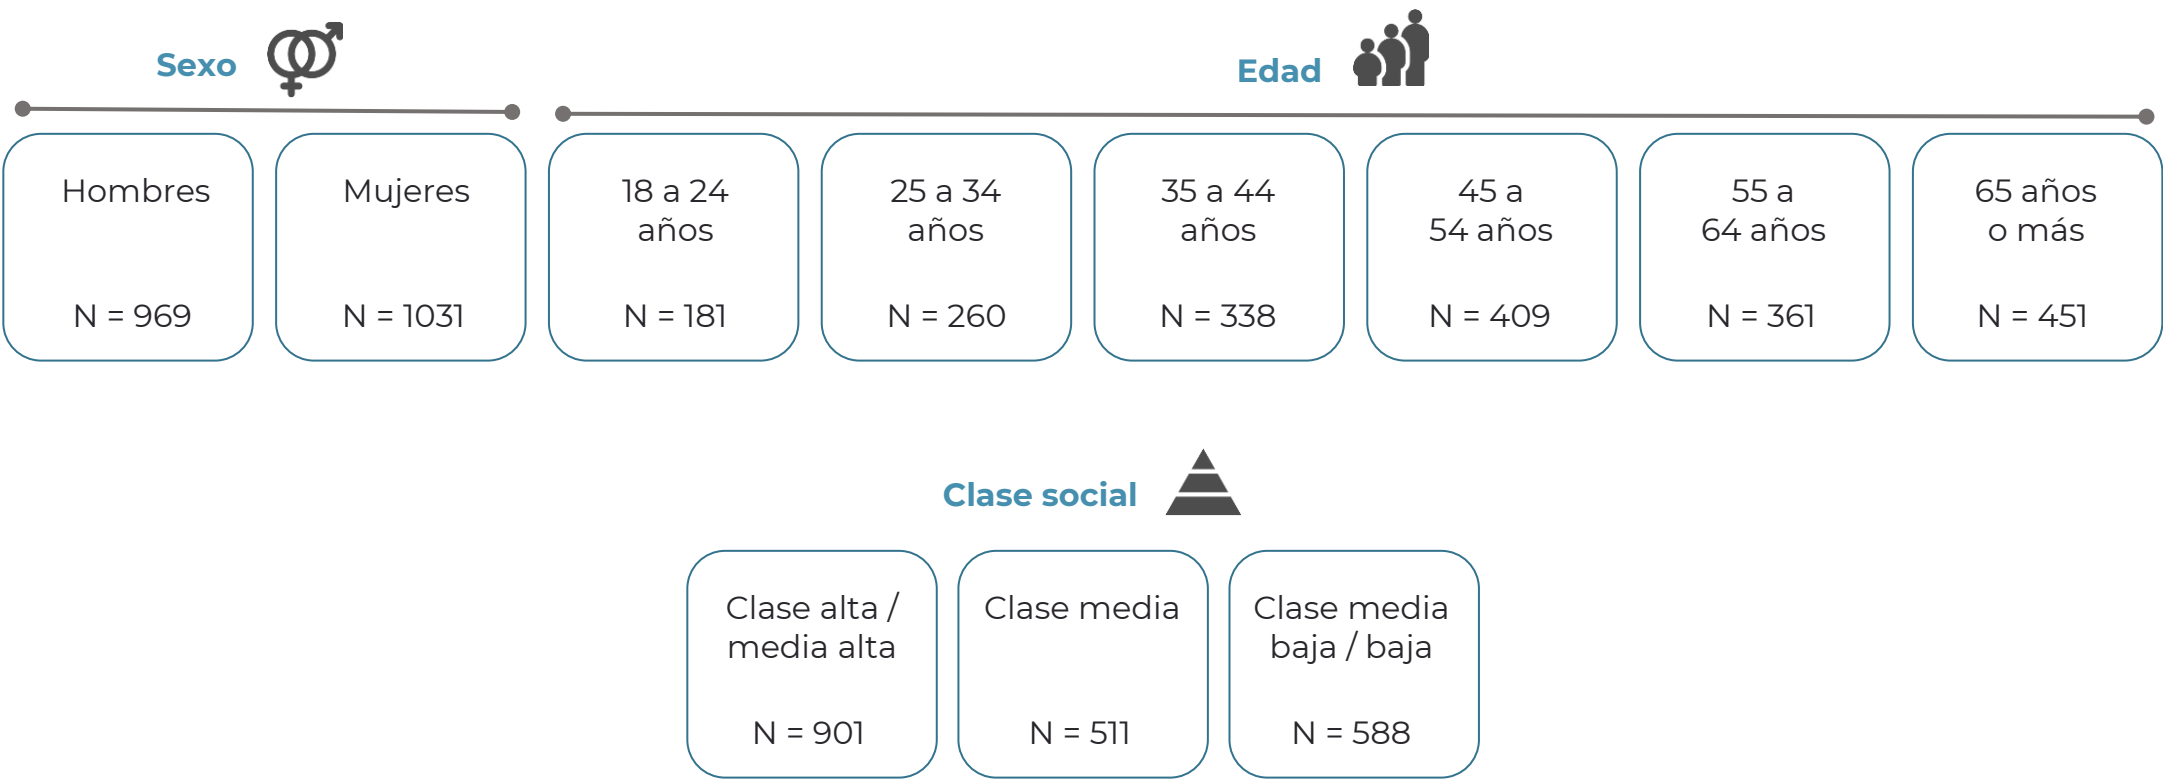 Sexo
Edad
Hombres
N = 969
Mujeres
N = 1031
18 a 24
años
N = 181
25 a 34
años
N = 260
35 a 44
años
N = 338
45 a
54 años
N = 409
55 a
64 años
N = 361
65 años
o más
N = 451
Clase social
Clase alta /
media alta
N = 901
Clase media
N = 511
Clase media
baja / baja
N = 588